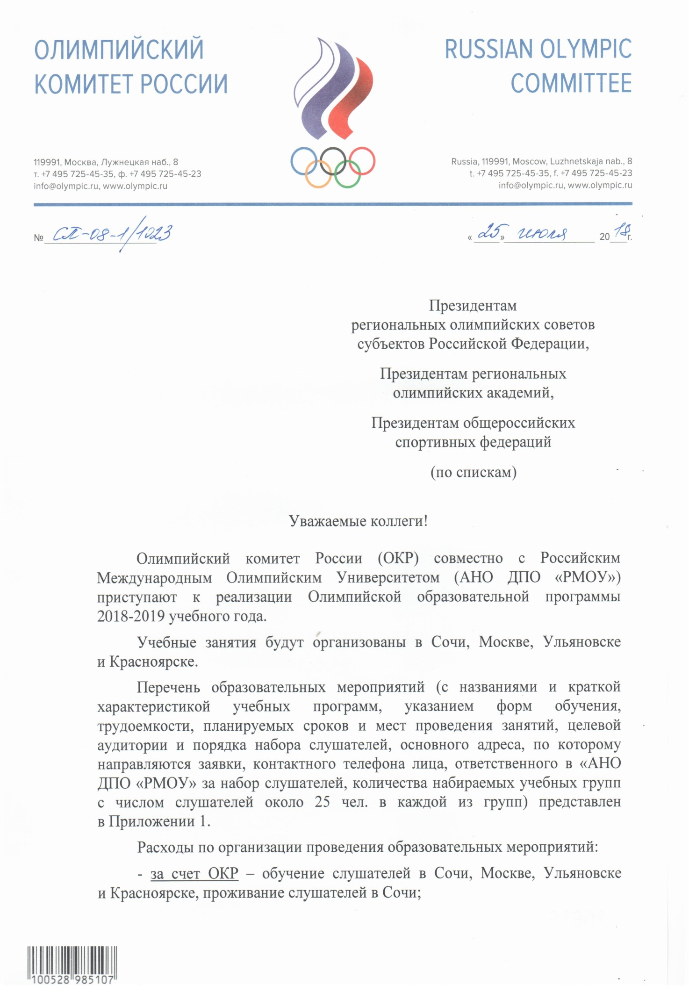 ОЛИМПИЙСКИЙ
КОМИТЕТ РОССИИ
RUSSIAN OLYMPIC
COMMITTEE
119991, Москва, Лужнецкая наб., 8
т. +7 495 725-45-35, ф. +7 495 725-45-23
info@olympic.ru, www.olympic.ru
Russia, 119991, Moscow, Luzhnetskaja nab., 8
t. +7 495 725-45-35, f. +7 495 725-45-23
info@olympic.ru, www.olympic.ru
№ СП-08-1/1023
« 25 » июля 2018г.
Президентам
региональных олимпийских советов
субъектов Российской Федерации,
Президентам региональных
олимпийских академий,
Президентам общероссийских
спортивных федераций
(по спискам)
Уважаемые коллеги!
Олимпийский комитет России (ОКР) совместно с Российским
Международным Олимпийским Университетом (АНО ДПО «РМОУ»)
приступают к реализации Олимпийской образовательной программы
2018-2019 учебного года.
Учебные занятия будут организованы в Сочи, Москве, Ульяновске
и Красноярске.
Перечень образовательных мероприятий (с названиями и краткой
характеристикой учебных программ, указанием форм обучения,
трудоемкости, планируемых сроков и мест проведения занятий, целевой
аудитории и порядка набора слушателей, основного адреса, по которому
направляются заявки, контактного телефона лица, ответственного в «АНО
ДПО «РМОУ» за набор слушателей, количества набираемых учебных групп
с числом слушателей около 25 чел. в каждой из групп) представлен
в Приложении 1.
Расходы по организации проведения образовательных мероприятий:
- за счет ОКР – обучение слушателей в Сочи, Москве, Ульяновске
и Красноярске, проживание слушателей в Сочи;
100528 985107